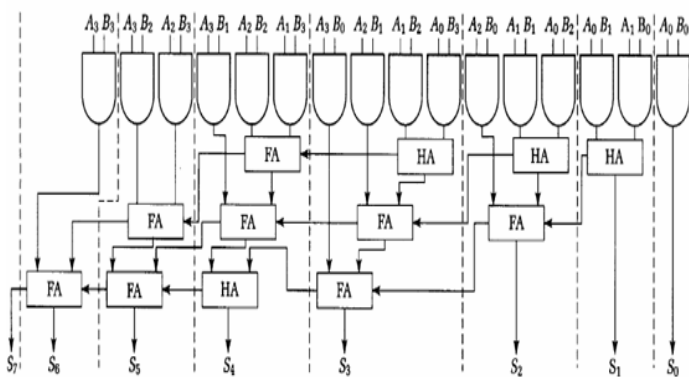 A₃ B₃ A₃ B₂ A₂ B₃ A₃ B₁ A₂ B₂ A₁ B₃ A₃ B₀ A₂ B₁ A₁ B₂ A₀ B₃ A₂ B₀ A₁ B₁ A₀ B₂ A₀ B₁ A₁ B₀ A₀ B₀
FA HA HA HA
FA FA FA FA
FA FA HA FA
S₇ S₆ S₅ S₄ S₃ S₂ S₁ S₀